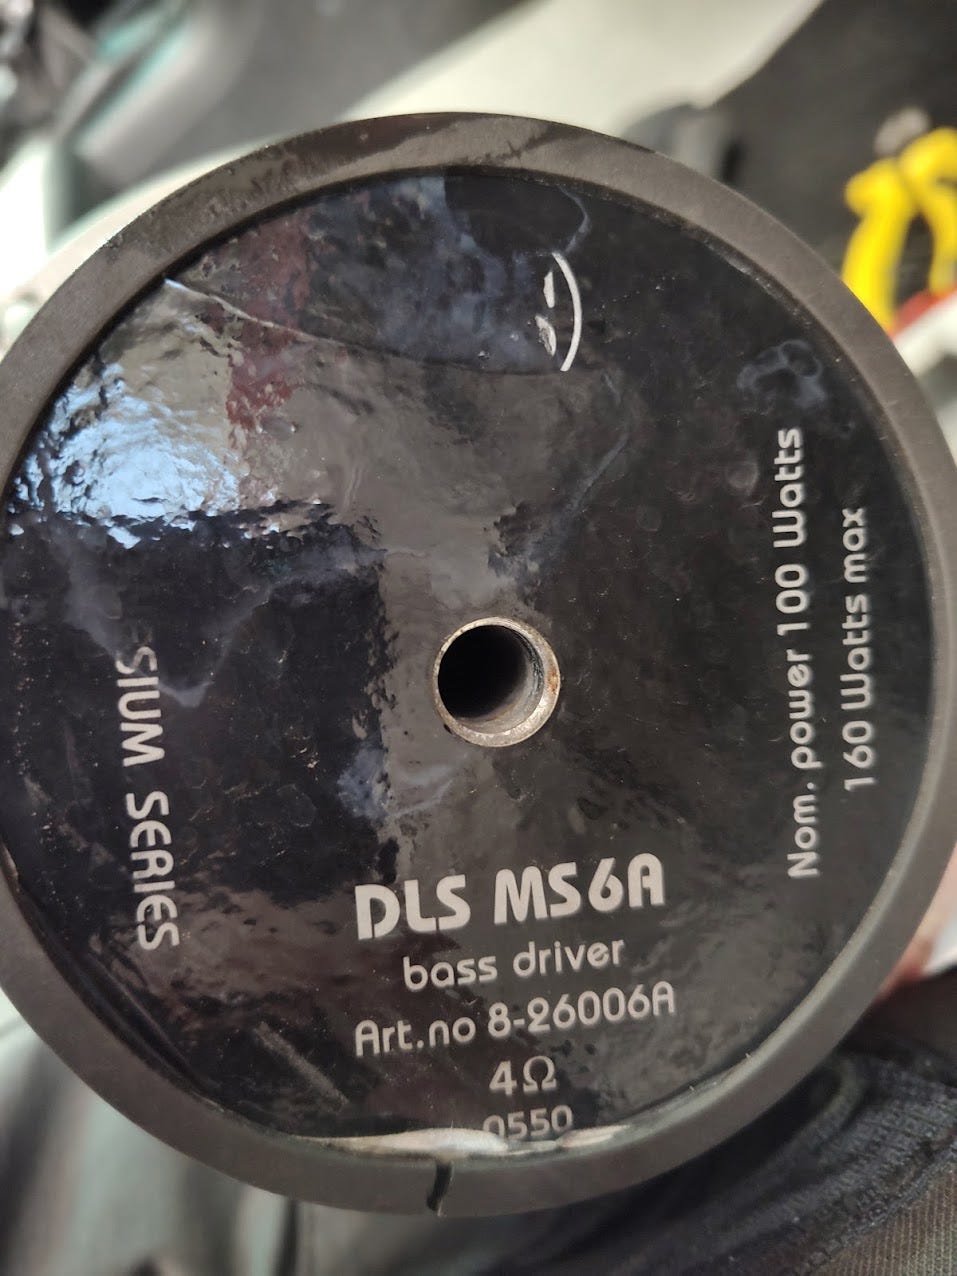 SIUM SERIES
Nom. power 100 Watts
160 Watts max
DLS MS6A
bass driver
Art.no 8-26006A
4Ω
0550